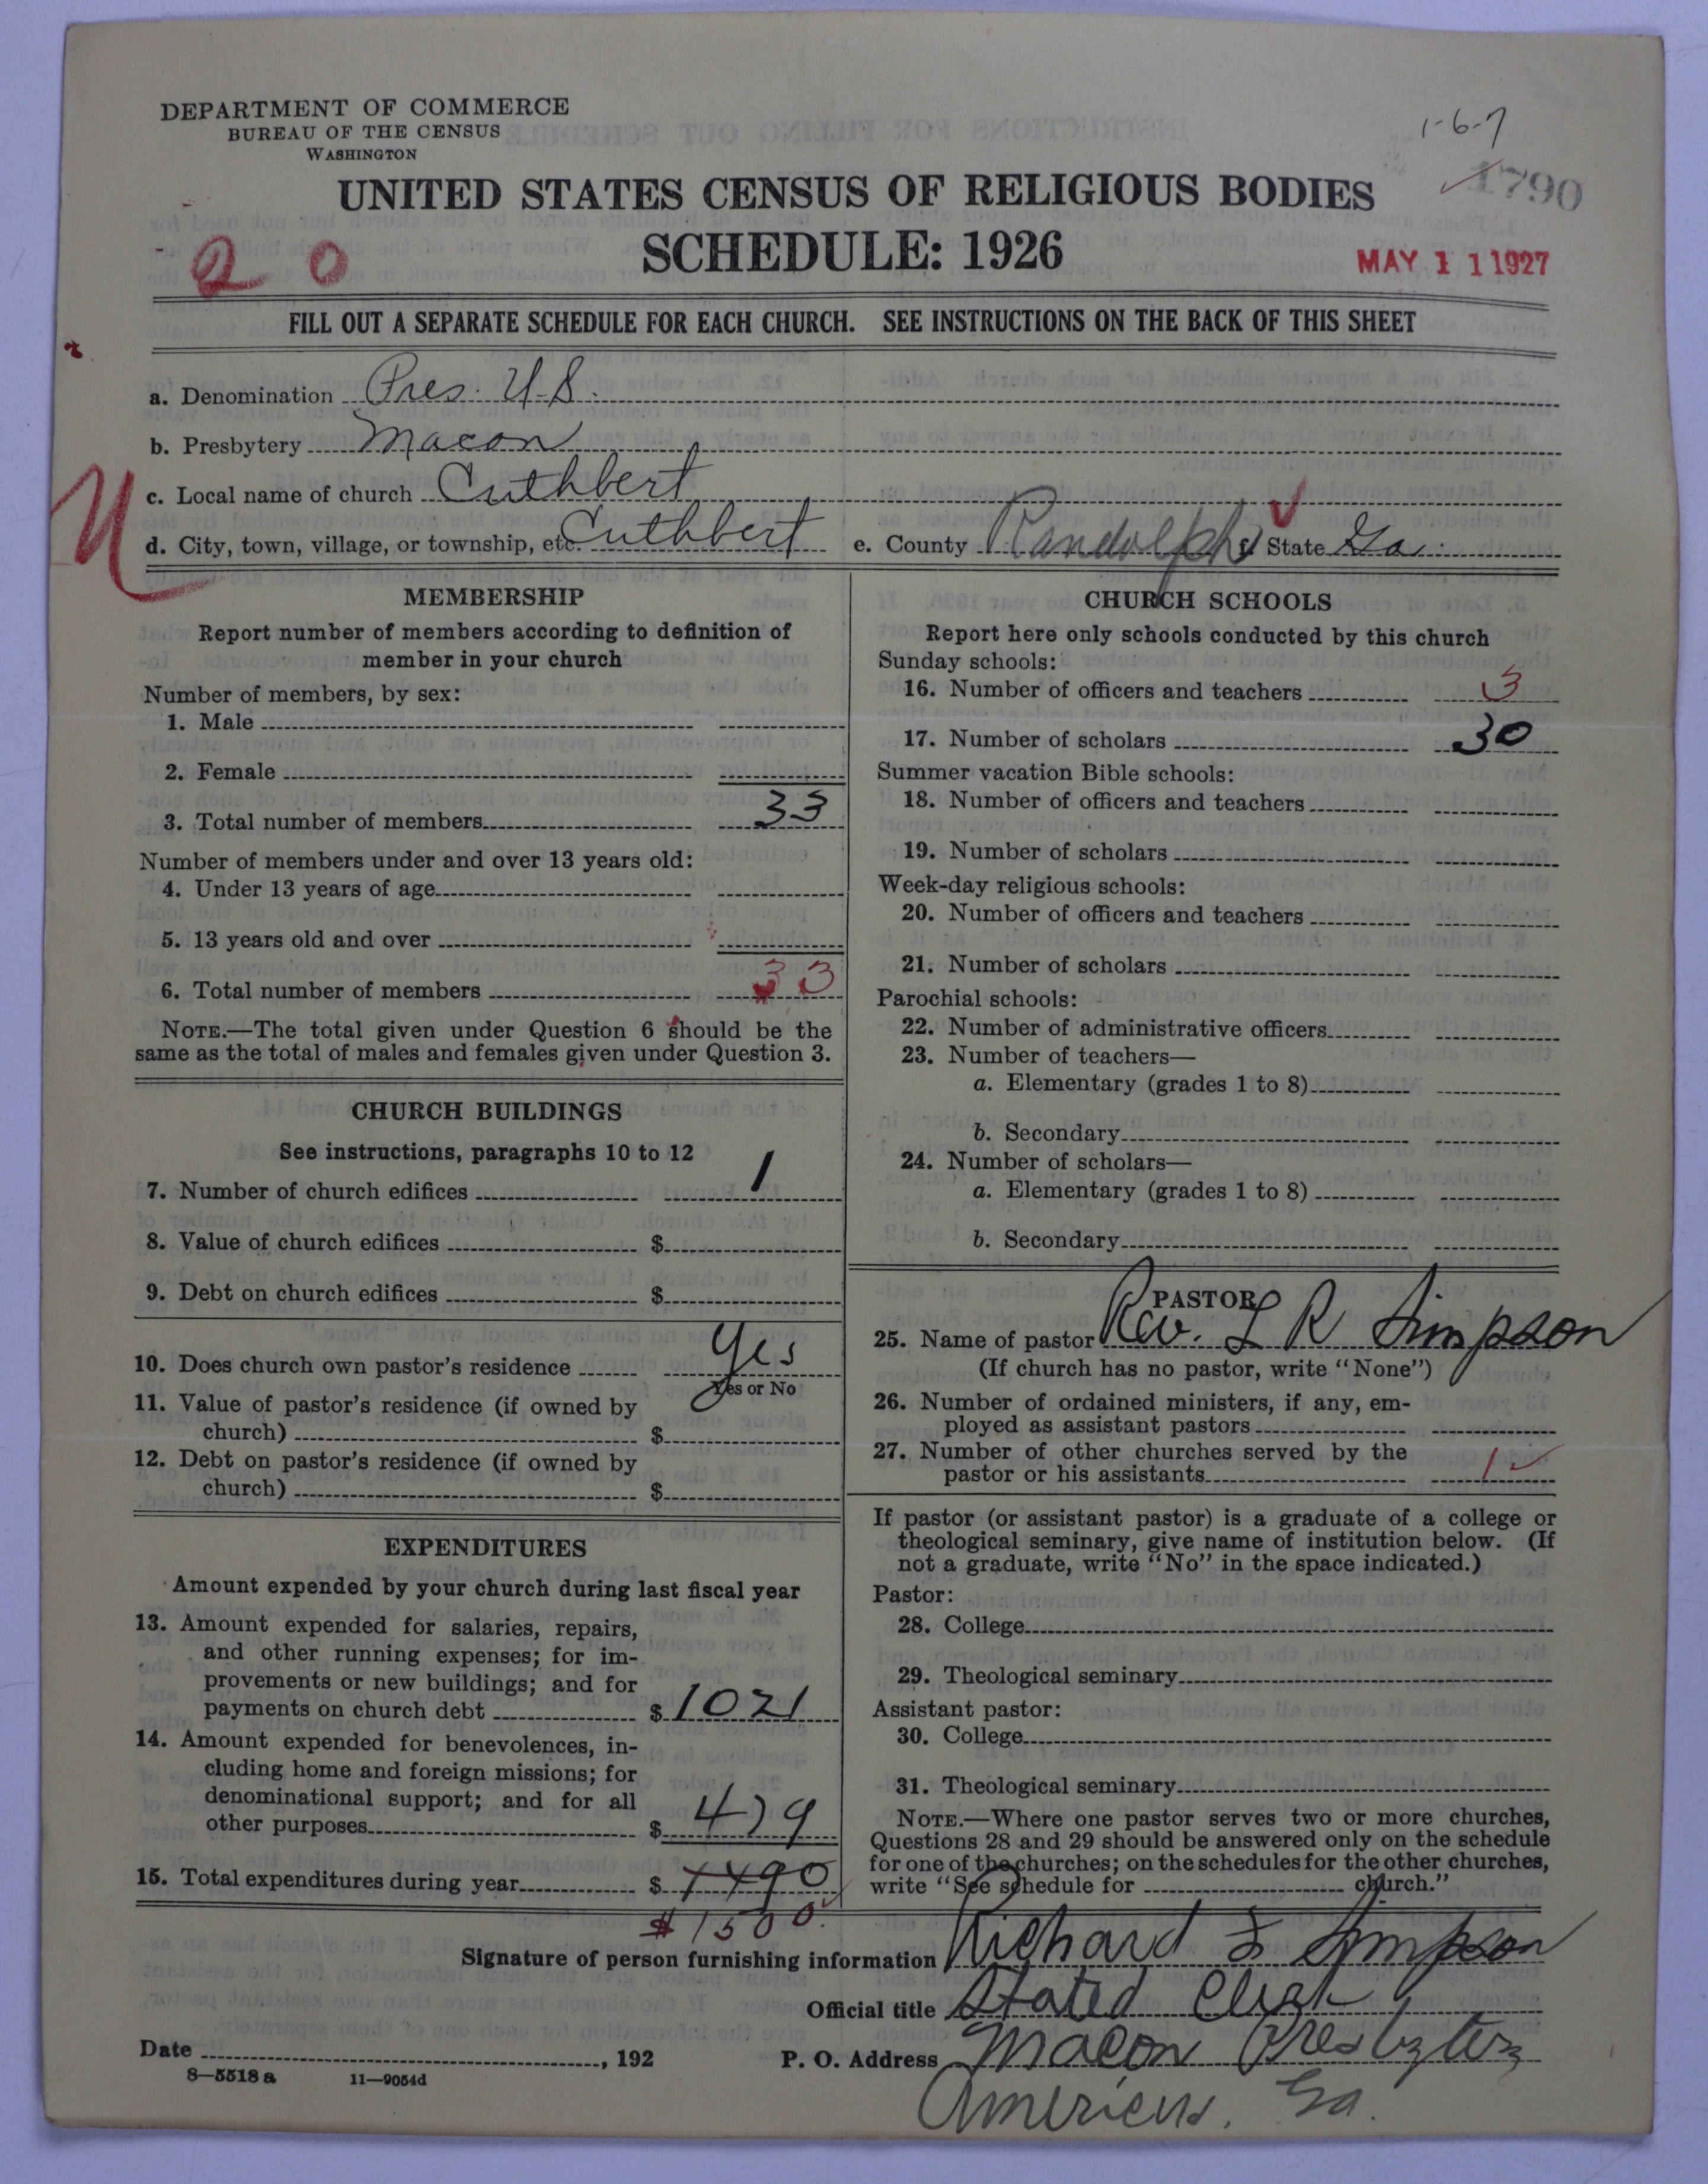 DEPARTMENT OF COMMERCE
BUREAU OF THE CENSUS
WASHINGTON
1-6-7
1790
UNITED STATES CENSUS OF RELIGIOUS BODIES
SCHEDULE: 1926
20
MAY 11 1927
FILL OUT A SEPARATE SCHEDULE FOR EACH CHURCH. SEE INSTRUCTIONS ON THE BACK OF THIS SHEET
a. Denomination Pres. U.S.
b. Presbytery Macon
c. Local name of church Cuthbert
d. City, town, village, or township, etc. Cuthbert e. County Randolph f. State Ga.
MEMBERSHIP
Report number of members according to definition of
member in your church
Number of members, by sex:
1. Male
2. Female
3. Total number of members 33
Number of members under and over 13 years old:
4. Under 13 years of age
5. 13 years old and over
6. Total number of members 33
NOTE.—The total given under Question 6 should be the
same as the total of males and females given under Question 3.
CHURCH BUILDINGS
See instructions, paragraphs 10 to 12
7. Number of church edifices 1
8. Value of church edifices $
9. Debt on church edifices $
10. Does church own pastor's residence Yes
Yes or No
11. Value of pastor's residence (if owned by
church) $
12. Debt on pastor's residence (if owned by
church) $
EXPENDITURES
Amount expended by your church during last fiscal year
13. Amount expended for salaries, repairs,
and other running expenses; for im-
provements or new buildings; and for
payments on church debt $ 1021
14. Amount expended for benevolences, in-
cluding home and foreign missions; for
denominational support; and for all
other purposes $ 479
15. Total expenditures during year $ 1490
$1500
CHURCH SCHOOLS
Report here only schools conducted by this church
Sunday schools:
16. Number of officers and teachers 3
17. Number of scholars 30
Summer vacation Bible schools:
18. Number of officers and teachers
19. Number of scholars
Week-day religious schools:
20. Number of officers and teachers
21. Number of scholars
Parochial schools:
22. Number of administrative officers
23. Number of teachers—
a. Elementary (grades 1 to 8)
b. Secondary
24. Number of scholars—
a. Elementary (grades 1 to 8)
b. Secondary
PASTOR
25. Name of pastor Rev. L R Simpson
(If church has no pastor, write "None")
26. Number of ordained ministers, if any, em-
ployed as assistant pastors
27. Number of other churches served by the
pastor or his assistants 1
If pastor (or assistant pastor) is a graduate of a college or
theological seminary, give name of institution below. (If
not a graduate, write "No" in the space indicated.)
Pastor:
28. College
29. Theological seminary
Assistant pastor:
30. College
31. Theological seminary
NOTE.—Where one pastor serves two or more churches,
Questions 28 and 29 should be answered only on the schedule
for one of the churches; on the schedules for the other churches,
write "See schedule for church."
Signature of person furnishing information Richard L Simpson
Official title Stated Clerk
Date , 192 P. O. Address Macon Presbytery
8—5518a 11—9054d
Americus. Ga.